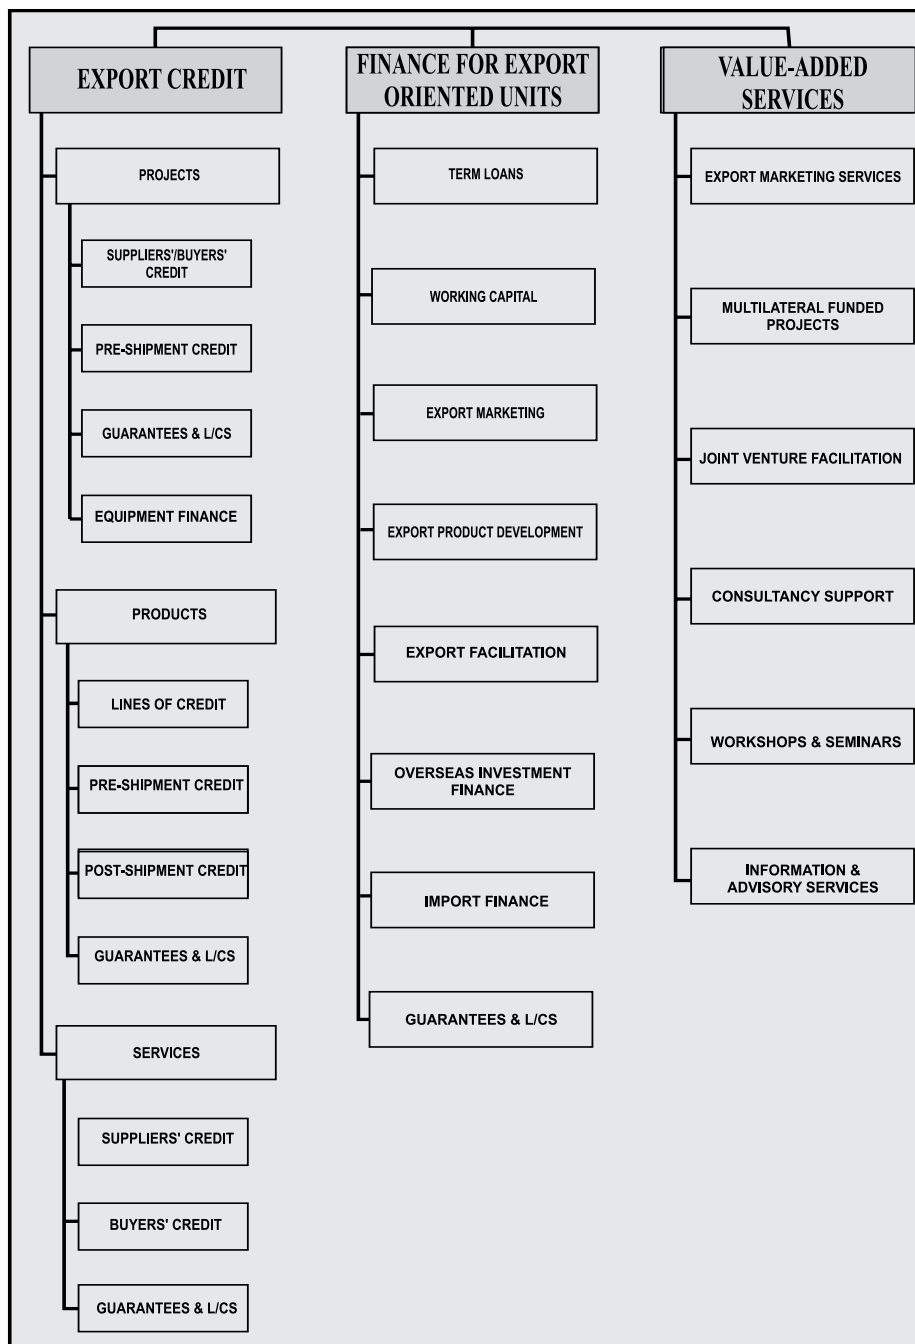 EXPORT CREDIT
PROJECTS
SUPPLIERS'/BUYERS'
CREDIT
PRE-SHIPMENT CREDIT
GUARANTEES & L/CS
EQUIPMENT FINANCE
PRODUCTS
LINES OF CREDIT
PRE-SHIPMENT CREDIT
POST-SHIPMENT CREDIT
GUARANTEES & L/CS
SERVICES
SUPPLIERS' CREDIT
BUYERS' CREDIT
GUARANTEES & L/CS
FINANCE FOR EXPORT
ORIENTED UNITS
TERM LOANS
WORKING CAPITAL
EXPORT MARKETING
EXPORT PRODUCT DEVELOPMENT
EXPORT FACILITATION
OVERSEAS INVESTMENT
FINANCE
IMPORT FINANCE
GUARANTEES & L/CS
VALUE-ADDED
SERVICES
EXPORT MARKETING SERVICES
MULTILATERAL FUNDED
PROJECTS
JOINT VENTURE FACILITATION
CONSULTANCY SUPPORT
WORKSHOPS & SEMINARS
INFORMATION &
ADVISORY SERVICES